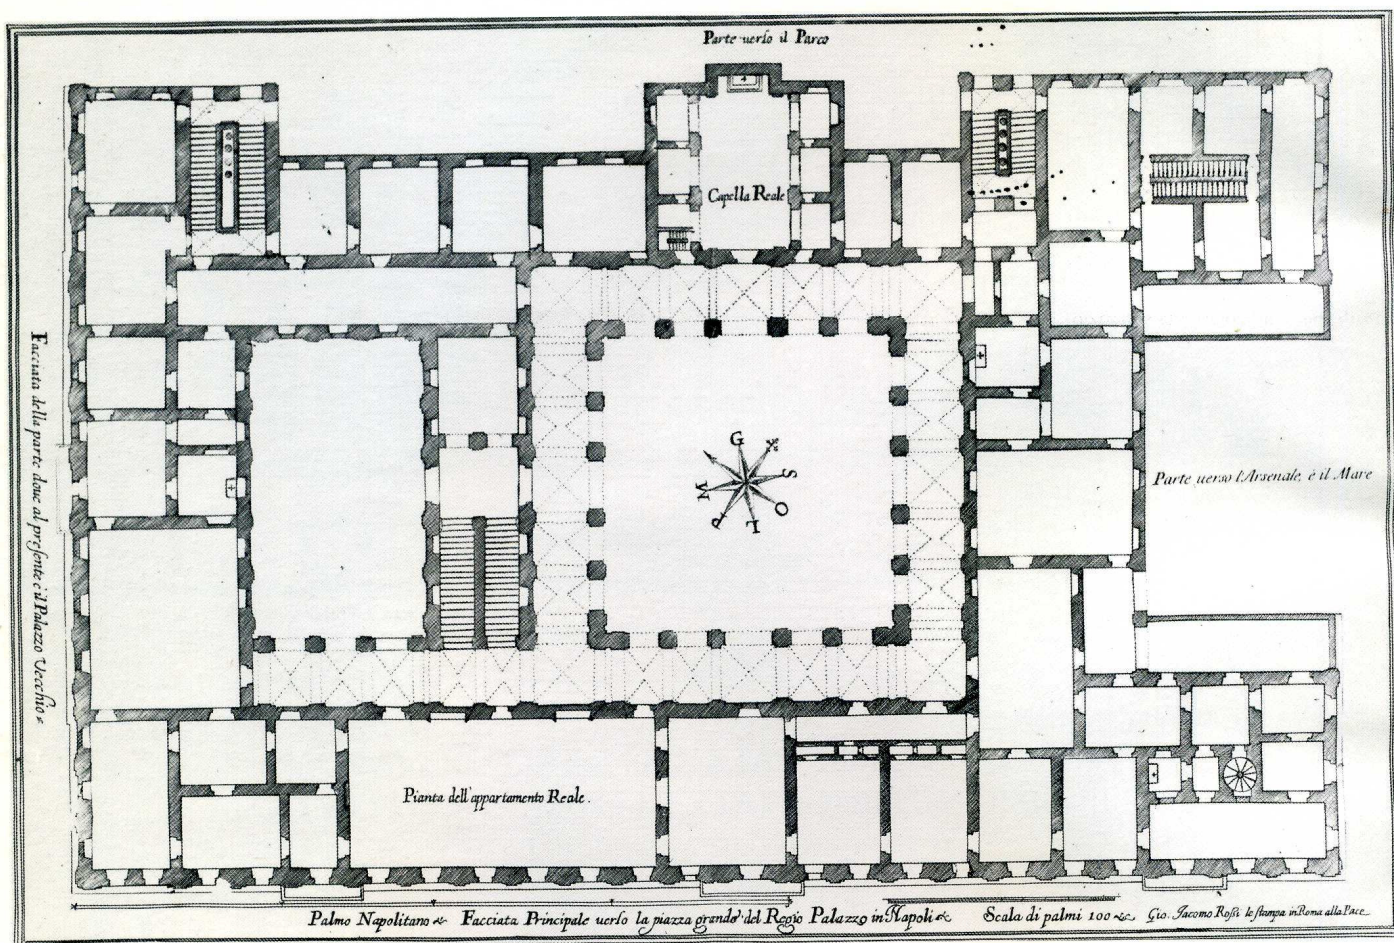 Parte verſo il Parco
Capella Reale
Facciata della parte doue al preſente è il Palazzo Vecchio
G
S
O
L
P
M
Parte uerso l'Arsenale, è il Mare
Pianta dell'appartamento Reale.
Palmo Napolitano Facciata Principale uerſo la piazza grande del Regio Palazzo in Napoli Scala di palmi 100 Gio. Jacomo Roſſi le ſtampa in Roma alla Pace